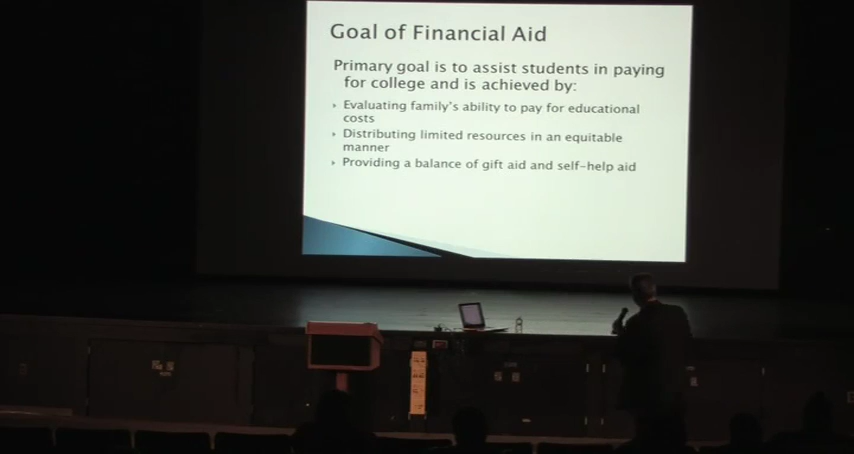 Goal of Financial Aid
Primary goal is to assist students in paying
for college and is achieved by:
Evaluating family's ability to pay for educational
costs
Distributing limited resources in an equitable
manner
Providing a balance of gift aid and self-help aid